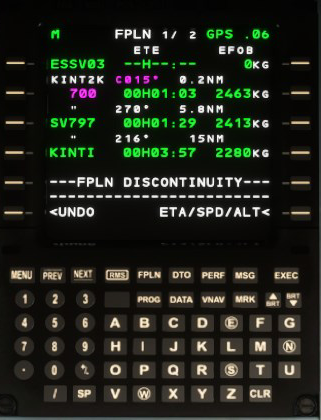 M FPLN 1/ 2 GPS .06
ETE EFOB
ESSV03 --H--:-- 0KG
KINT2K C015° 0.2NM
700 00H01:03 2463KG
" 270° 5.8NM
SV797 00H01:29 2413KG
" 216° 15NM
KINTI 00H03:57 2280KG
---FPLN DISCONTINUITY---
<UNDO ETA/SPD/ALT<
MENU PREV NEXT RMS FPLN DTO PERF MSG EXEC
1 2 3 PROG DATA VNAV MRK ▲ BRT BRT ▼
4 5 6 A B C D E F G
7 8 9 H I J K L M N
· 0 +/- O P Q R S T U
/ SP V W X Y Z CLR